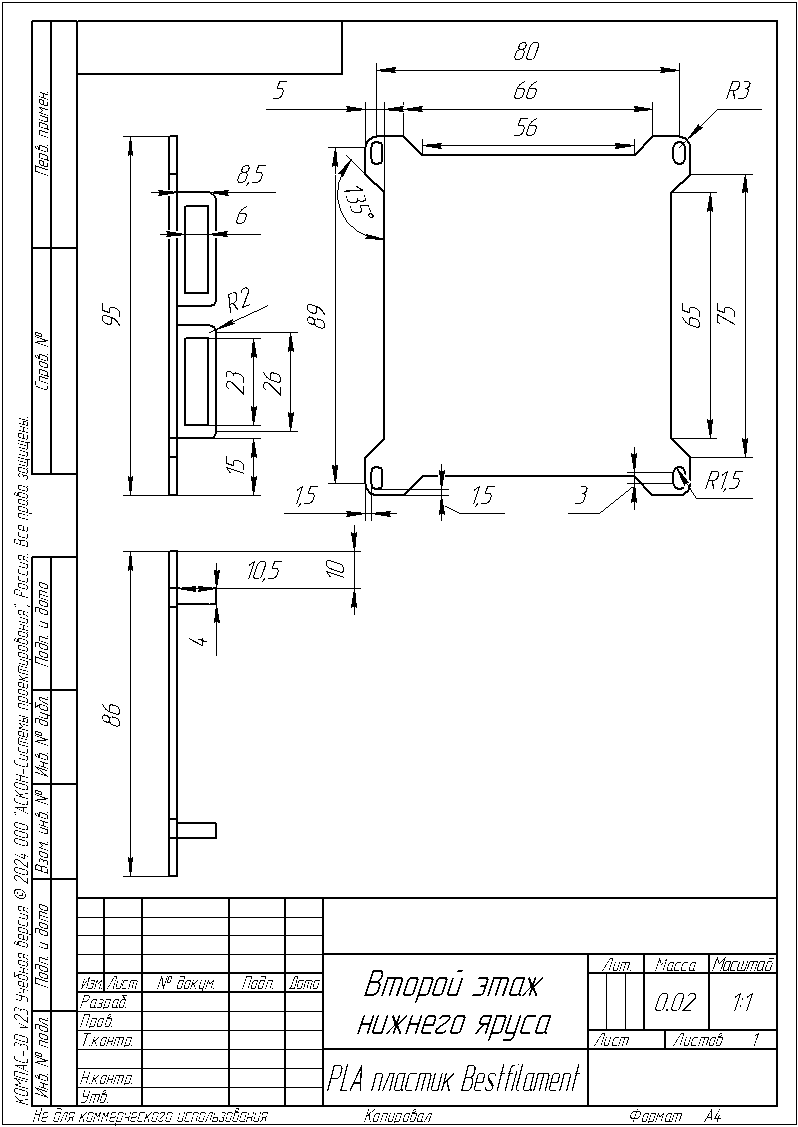 80
5
66
R3
56
Перв. примен.
8,5
6
135°
95
R2
89
65
75
Справ. №
23
26
15
1,5
1,5
3
R1,5
10,5
10
4
86
Подп. и дата
Инв. № дубл.
Взам. инв. №
Подп. и дата
Инв. № подл.
КОМПАС-3D v23 Учебная версия © 2024 ООО "АСКОН-Системы проектирования", Россия. Все права защищены.
Изм. Лист № докум. Подп. Дата
Разраб.
Пров.
Т.контр.
Н.контр.
Утв.
Второй этаж
нижнего яруса
Лит. Масса Масштаб
0.02 1:1
Лист Листов 1
PLA пластик Bestfilament
Не для коммерческого использования Копировал Формат A4